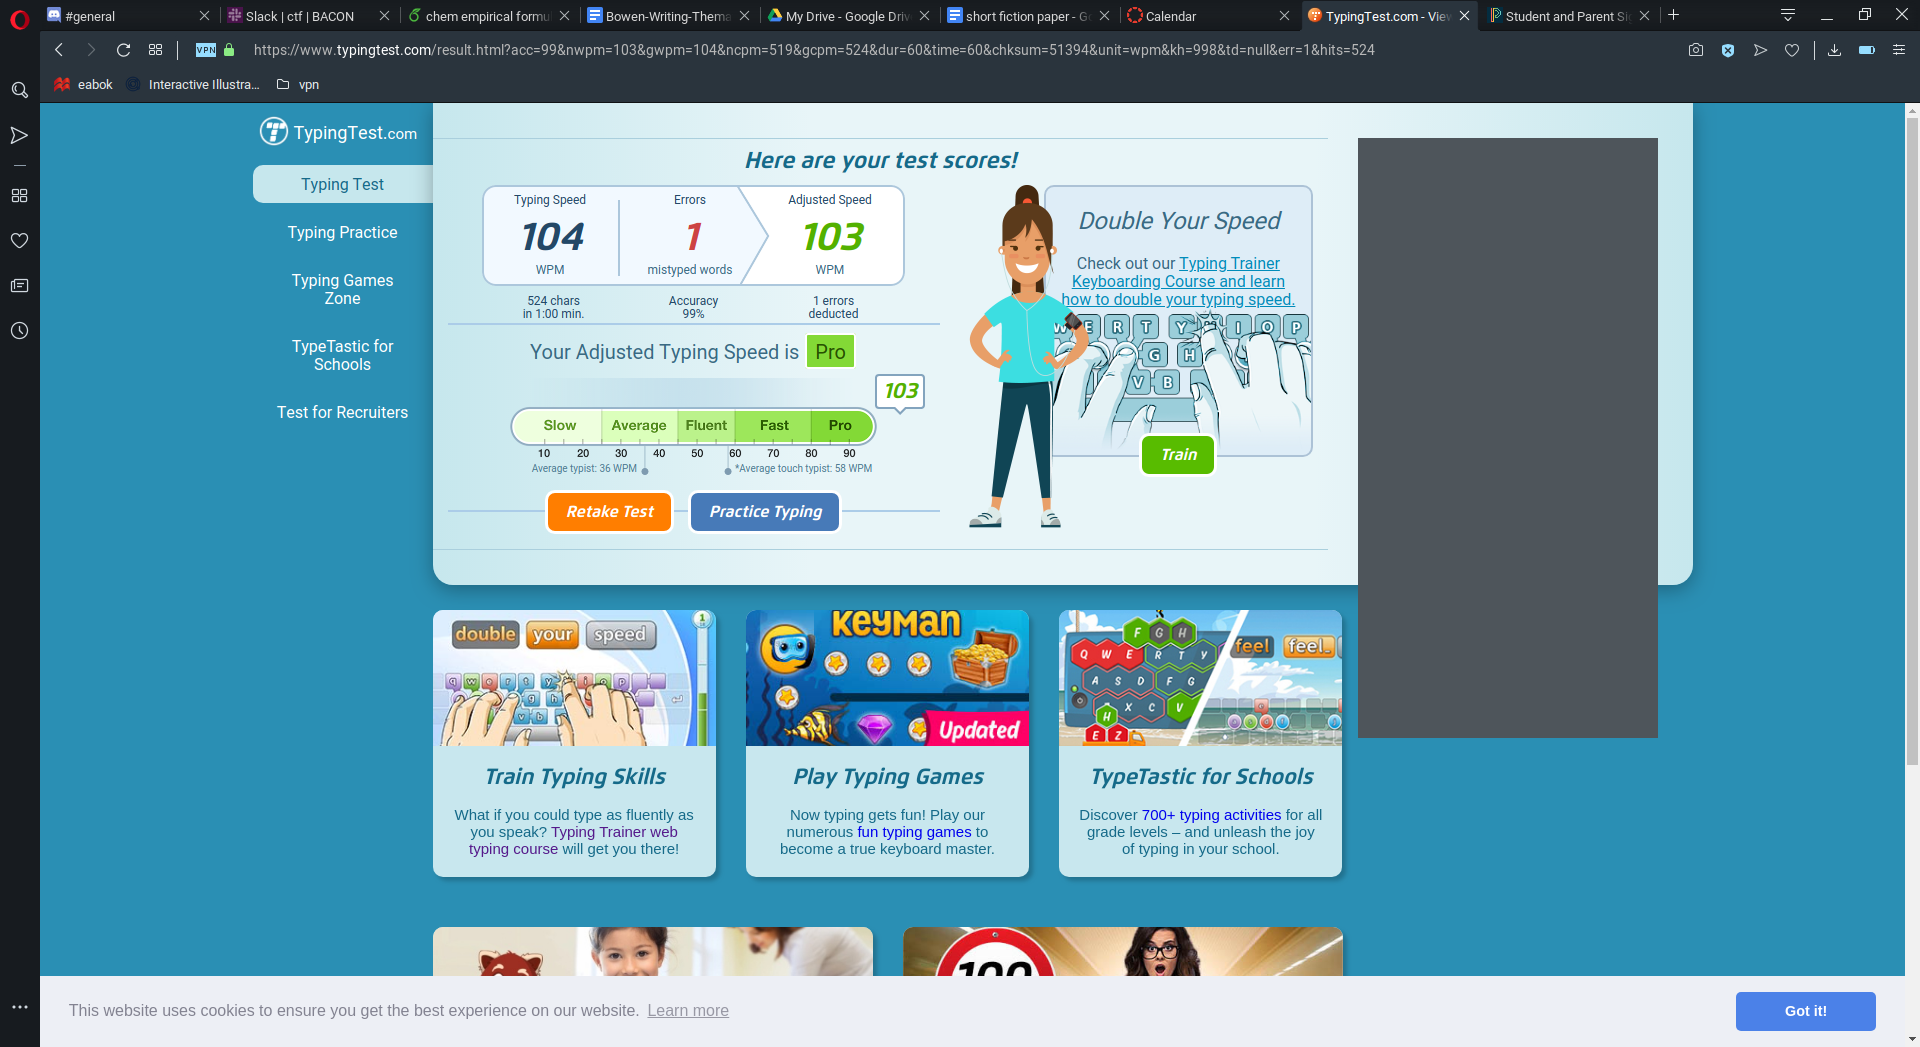 #general
Slack | ctf | BACON
chem empirical formu
Bowen-Writing-Thema
My Drive - Google Driv
short fiction paper - Go
Calendar
TypingTest.com - View
Student and Parent Sig
VPN
https://www.typingtest.com/result.html?acc=99&nwpm=103&gwpm=104&ncpm=519&gcpm=524&dur=60&time=60&chksum=51394&unit=wpm&kh=998&td=null&err=1&hits=524
eabok
Interactive Illustra...
vpn
TypingTest.com
Typing Test
Typing Practice
Typing Games
Zone
TypeTastic for
Schools
Test for Recruiters
Here are your test scores!
Typing Speed
104
WPM
Errors
1
mistyped words
Adjusted Speed
103
WPM
524 chars
in 1:00 min.
Accuracy
99%
1 errors
deducted
Your Adjusted Typing Speed is Pro
103
Slow Average Fluent Fast Pro
10 20 30 40 50 60 70 80 90
Average typist: 36 WPM
*Average touch typist: 58 WPM
Retake Test
Practice Typing
Double Your Speed
Check out our Typing Trainer
Keyboarding Course and learn
how to double your typing speed.
W E R T Y I O P
G H
V B
Train
double your speed
1
KeyMan
Updated
F G H
Q W E R T Y
A S D F G
X C V
H
E Z
feel feel..
Train Typing Skills
What if you could type as fluently as
you speak? Typing Trainer web
typing course will get you there!
Play Typing Games
Now typing gets fun! Play our
numerous fun typing games to
become a true keyboard master.
TypeTastic for Schools
Discover 700+ typing activities for all
grade levels – and unleash the joy
of typing in your school.
100
This website uses cookies to ensure you get the best experience on our website. Learn more
Got it!